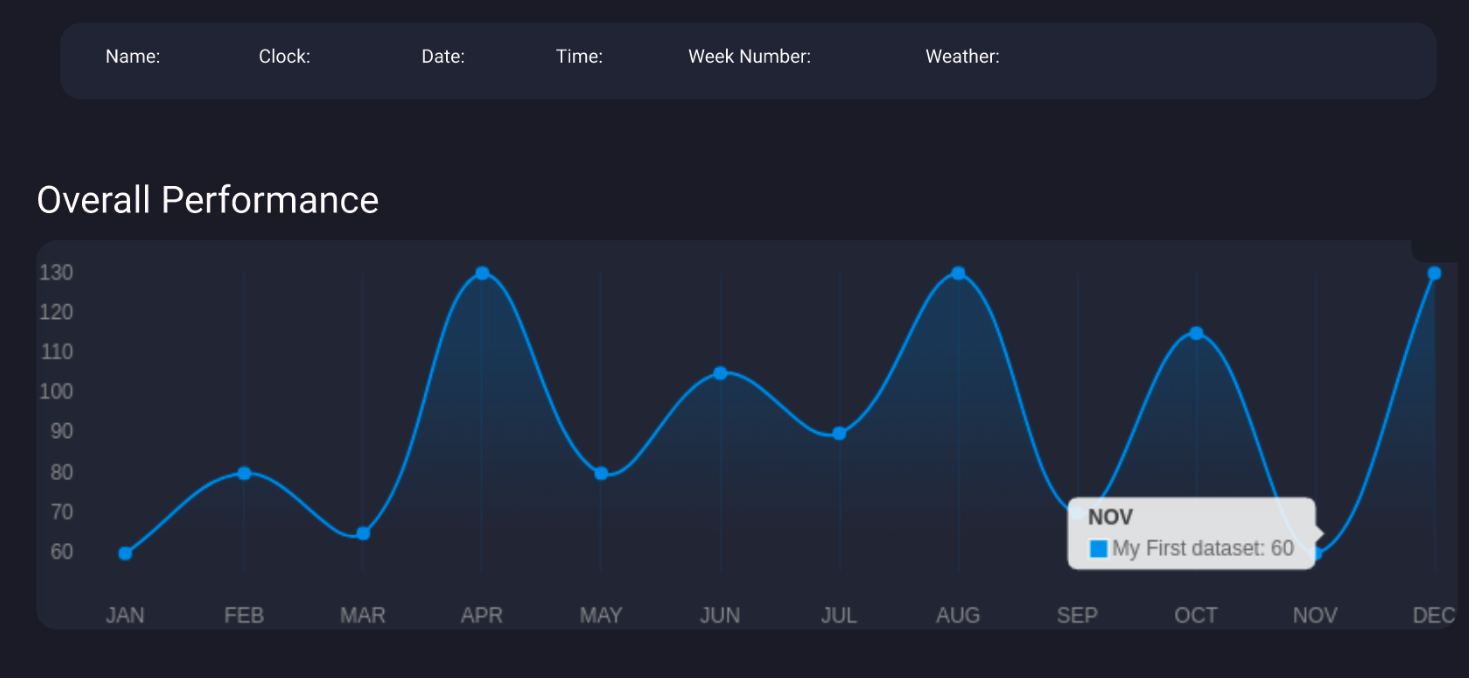 Name: Clock: Date: Time: Week Number: Weather:
Overall Performance
130
120
110
100
90
80
70
60
NOV
My First dataset: 60
JAN FEB MAR APR MAY JUN JUL AUG SEP OCT NOV DEC